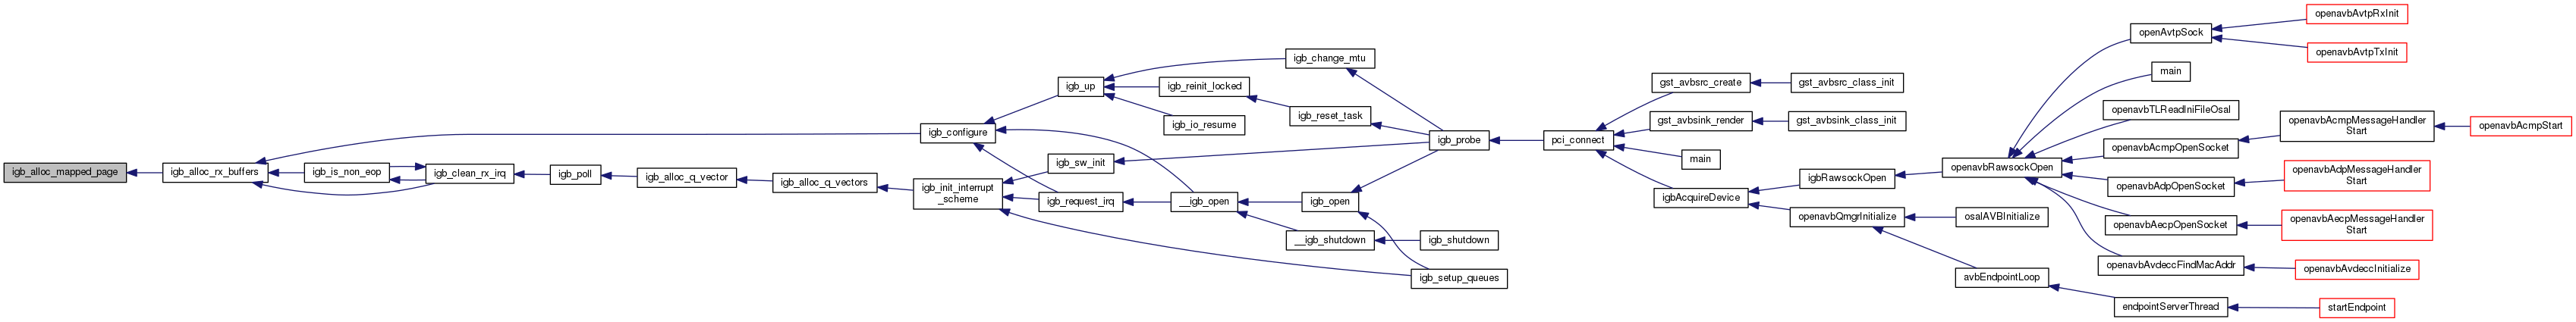 igb_alloc_mapped_page
igb_alloc_rx_buffers
igb_is_non_eop
igb_clean_rx_irq
igb_poll
igb_alloc_q_vector
igb_alloc_q_vectors
igb_configure
igb_init_interrupt
_scheme
igb_up
igb_sw_init
igb_request_irq
igb_change_mtu
igb_reinit_locked
igb_io_resume
igb_reset_task
__igb_open
igb_open
__igb_shutdown
igb_probe
igb_shutdown
igb_setup_queues
pci_connect
gst_avbsrc_create
gst_avbsrc_class_init
gst_avbsink_render
gst_avbsink_class_init
main
igbAcquireDevice
igbRawsockOpen
openavbQmgrInitialize
osalAVBInitialize
avbEndpointLoop
openavbRawsockOpen
openAvtpSock
openavbAvtpRxInit
openavbAvtpTxInit
main
openavbTLReadIniFileOsal
openavbAcmpOpenSocket
openavbAcmpMessageHandler
Start
openavbAcmpStart
openavbAdpOpenSocket
openavbAdpMessageHandler
Start
openavbAecpOpenSocket
openavbAecpMessageHandler
Start
openavbAvdeccFindMacAddr
openavbAvdeccInitialize
endpointServerThread
startEndpoint